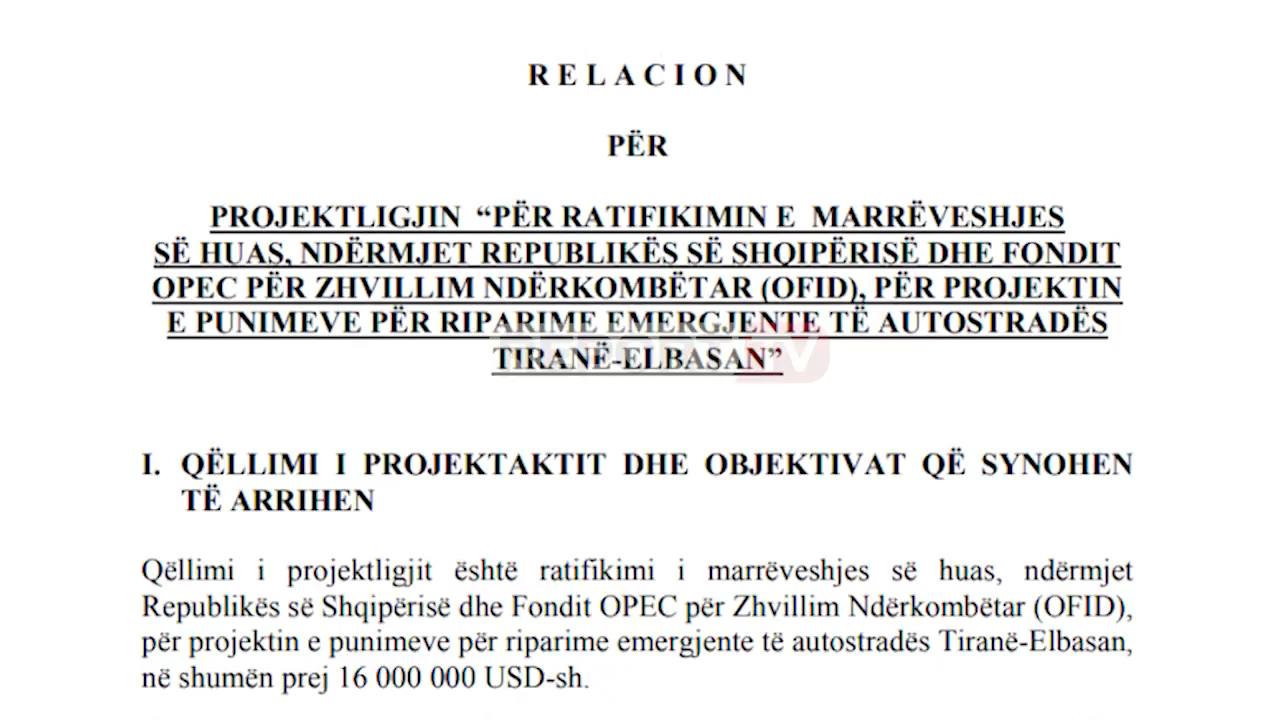 RELACION
PËR
PROJEKTLIGJIN “PËR RATIFIKIMIN E MARRËVESHJES
SË HUAS, NDËRMJET REPUBLIKËS SË SHQIPËRISË DHE FONDIT
OPEC PËR ZHVILLIM NDËRKOMBËTAR (OFID), PËR PROJEKTIN
E PUNIMEVE PËR RIPARIME EMERGJENTE TË AUTOSTRADËS
TIRANË-ELBASAN”
I. QËLLIMI I PROJEKTAKTIT DHE OBJEKTIVAT QË SYNOHEN
TË ARRIHEN
Qëllimi i projektligjit është ratifikimi i marrëveshjes së huas, ndërmjet
Republikës së Shqipërisë dhe Fondit OPEC për Zhvillim Ndërkombëtar (OFID),
për projektin e punimeve për riparime emergjente të autostradës Tiranë-Elbasan,
në shumën prej 16 000 000 USD-sh.